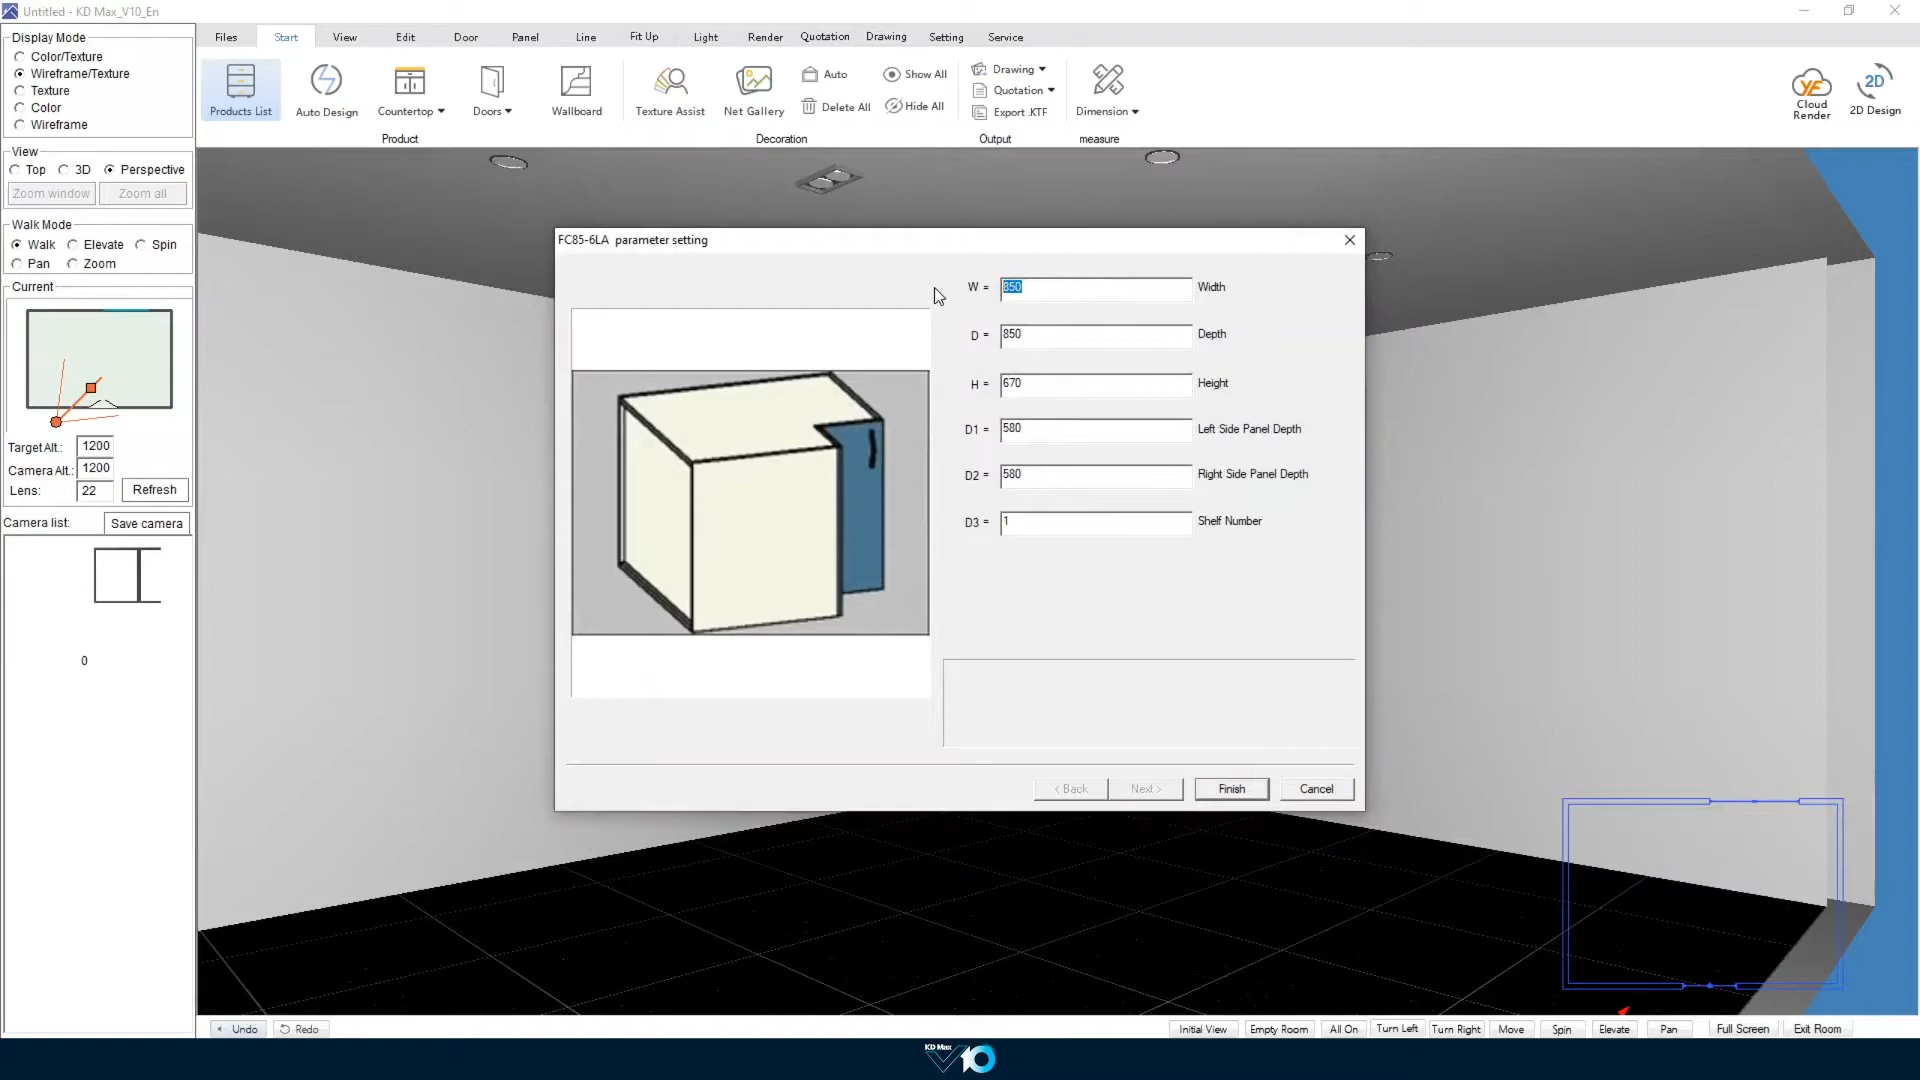 Untitled - KD Max_V10_En
Files Start View Edit Door Panel Line Fit Up Light Render Quotation Drawing Setting Service
Display Mode
Color/Texture
Wireframe/Texture
Texture
Color
Wireframe
View
Top 3D Perspective
Zoom window Zoom all
Walk Mode
Walk Elevate Spin
Pan Zoom
Current
Target Alt.: 1200
Camera Alt.: 1200
Lens: 22 Refresh
Camera list: Save camera
0
Products List
Auto Design
Countertop
Doors
Wallboard
Product
Texture Assist
Net Gallery
Auto
Delete All
Show All
Hide All
Decoration
Drawing
Quotation
Export .KTF
Output
Dimension
measure
Cloud
Render
2D
2D Design
FC85-6LA parameter setting
W = 850 Width
D = 850 Depth
H = 670 Height
D1 = 580 Left Side Panel Depth
D2 = 580 Right Side Panel Depth
D3 = 1 Shelf Number
< Back Next > Finish Cancel
Undo Redo
Initial View Empty Room All On Turn Left Turn Right Move Spin Elevate Pan Full Screen Exit Room
KD Max
V10